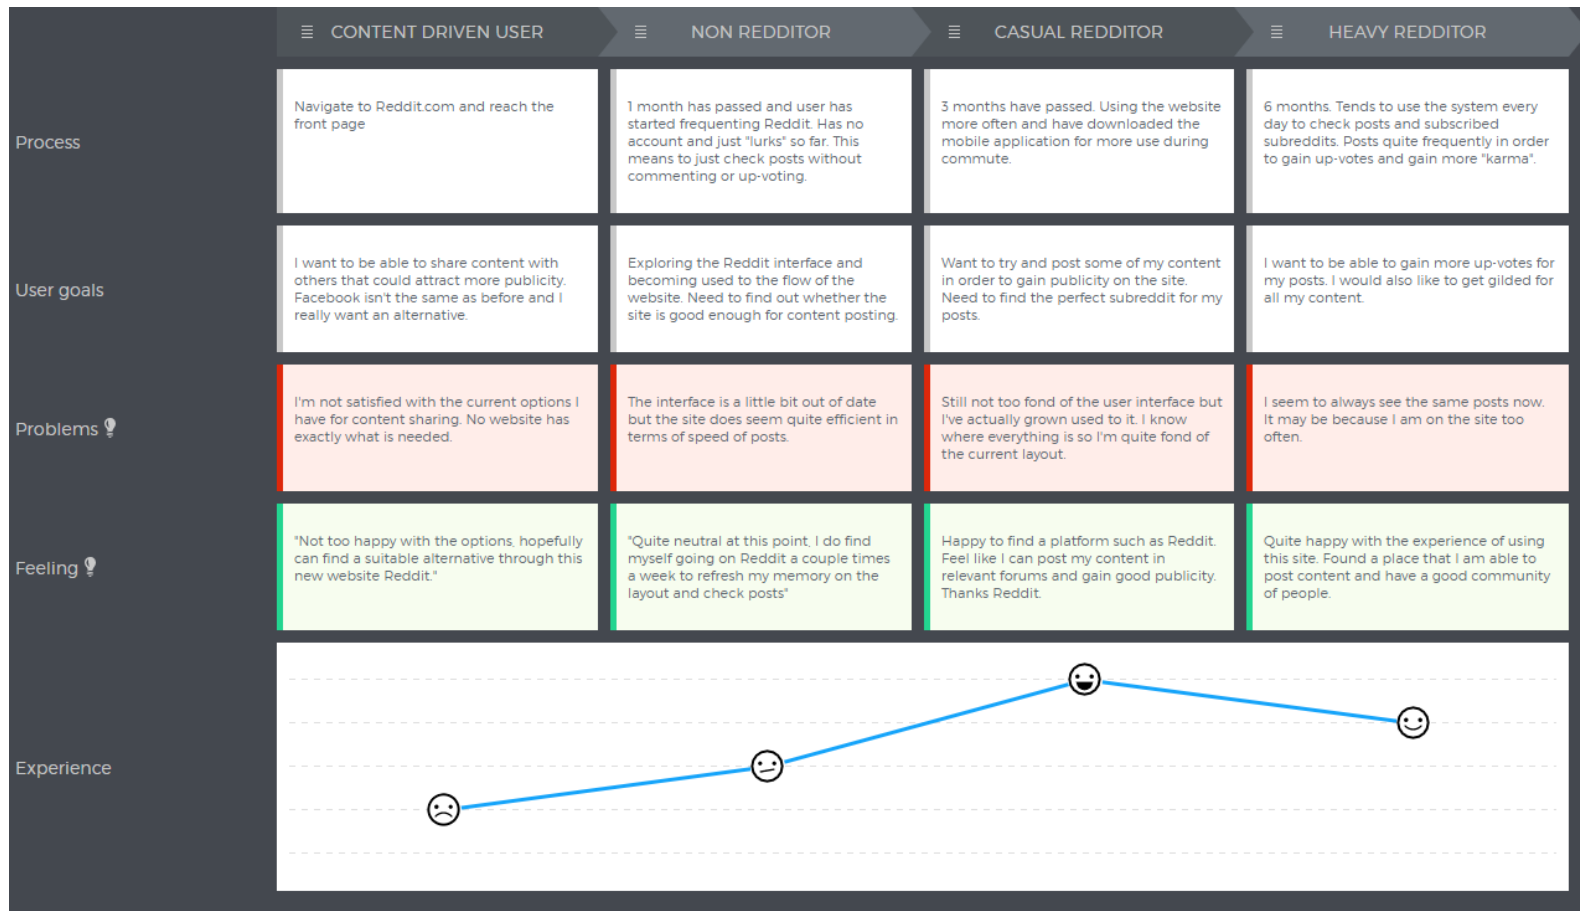 CONTENT DRIVEN USER
NON REDDITOR
CASUAL REDDITOR
HEAVY REDDITOR
Process
Navigate to Reddit.com and reach the
front page
1 month has passed and user has
started frequenting Reddit. Has no
account and just "lurks" so far. This
means to just check posts without
commenting or up-voting.
3 months have passed. Using the website
more often and have downloaded the
mobile application for more use during
commute.
6 months. Tends to use the system every
day to check posts and subscribed
subreddits. Posts quite frequently in order
to gain up-votes and gain more "karma".
User goals
I want to be able to share content with
others that could attract more publicity.
Facebook isn't the same as before and I
really want an alternative.
Exploring the Reddit interface and
becoming used to the flow of the
website. Need to find out whether the
site is good enough for content posting.
Want to try and post some of my content
in order to gain publicity on the site.
Need to find the perfect subreddit for my
posts.
I want to be able to gain more up-votes for
my posts. I would also like to get gilded for
all my content.
Problems
I'm not satisfied with the current options I
have for content sharing. No website has
exactly what is needed.
The interface is a little bit out of date
but the site does seem quite efficient in
terms of speed of posts.
Still not too fond of the user interface but
I've actually grown used to it. I know
where everything is so I'm quite fond of
the current layout.
I seem to always see the same posts now.
It may be because I am on the site too
often.
Feeling
"Not too happy with the options, hopefully
can find a suitable alternative through this
new website Reddit."
"Quite neutral at this point, I do find
myself going on Reddit a couple times
a week to refresh my memory on the
layout and check posts"
Happy to find a platform such as Reddit.
Feel like I can post my content in
relevant forums and gain good publicity.
Thanks Reddit.
Quite happy with the experience of using
this site. Found a place that I am able to
post content and have a good community
of people.
Experience